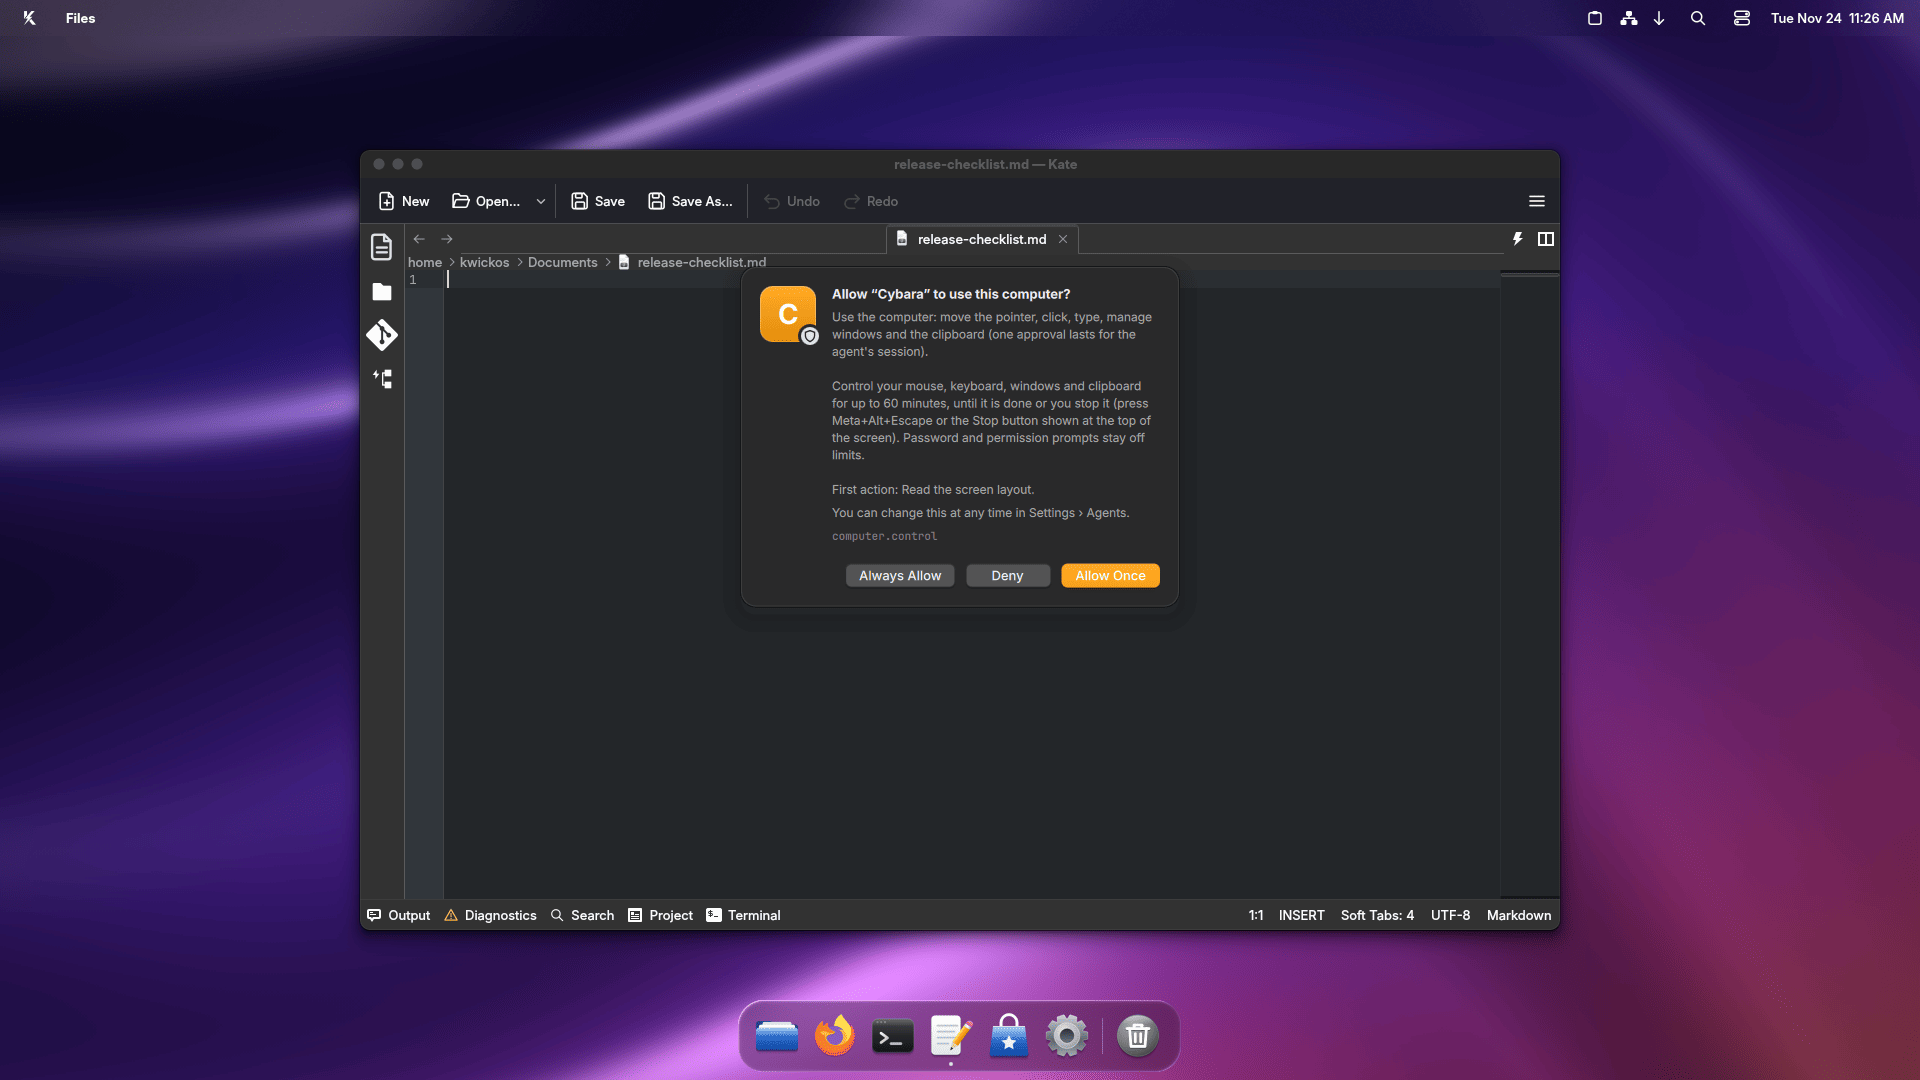 Files
Tue Nov 24 11:26 AM
release-checklist.md — Kate
New
Open...
Save
Save As...
Undo
Redo
release-checklist.md
home > kwickos > Documents > release-checklist.md
1
C
Allow “Cybara” to use this computer?
Use the computer: move the pointer, click, type, manage
windows and the clipboard (one approval lasts for the
agent's session).
Control your mouse, keyboard, windows and clipboard
for up to 60 minutes, until it is done or you stop it (press
Meta+Alt+Escape or the Stop button shown at the top of
the screen). Password and permission prompts stay off
limits.
First action: Read the screen layout.
You can change this at any time in Settings › Agents.
computer.control
Always Allow
Deny
Allow Once
Output
Diagnostics
Search
Project
Terminal
1:1
INSERT
Soft Tabs: 4
UTF-8
Markdown